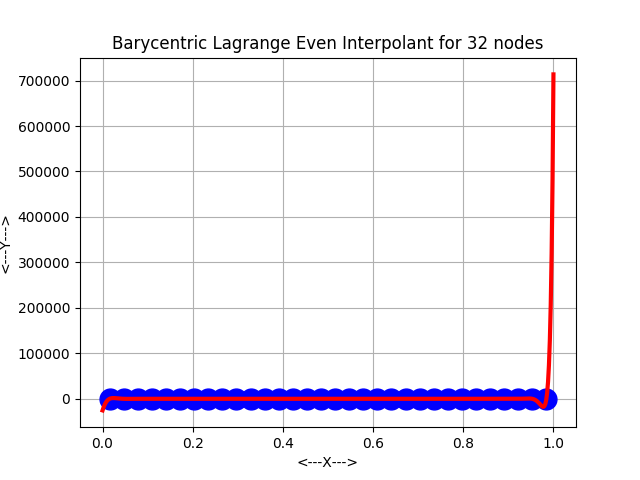 Barycentric Lagrange Even Interpolant for 32 nodes
700000
600000
500000
400000
300000
200000
100000
0
<---Y--->
0.0 0.2 0.4 0.6 0.8 1.0
<---X--->